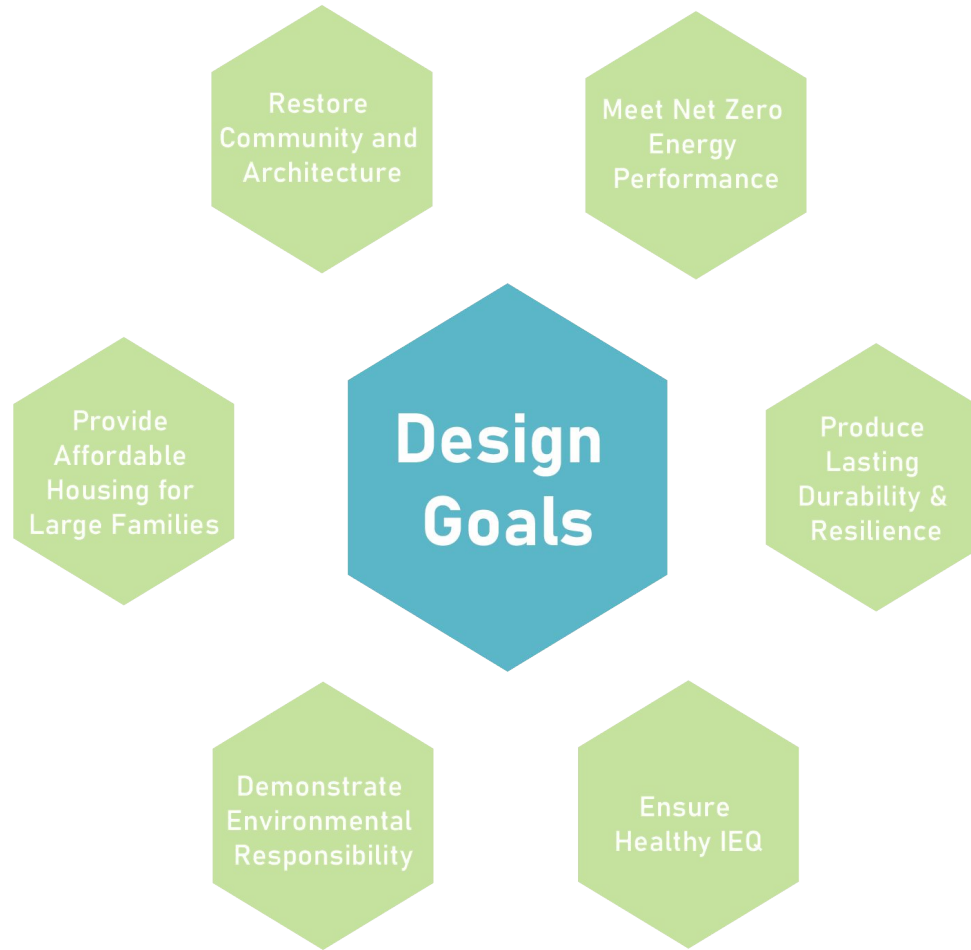 Restore
Community and
Architecture
Meet Net Zero
Energy
Performance
Provide
Affordable
Housing for
Large Families
Design
Goals
Produce
Lasting
Durability &
Resilience
Demonstrate
Environmental
Responsibility
Ensure
Healthy IEQ